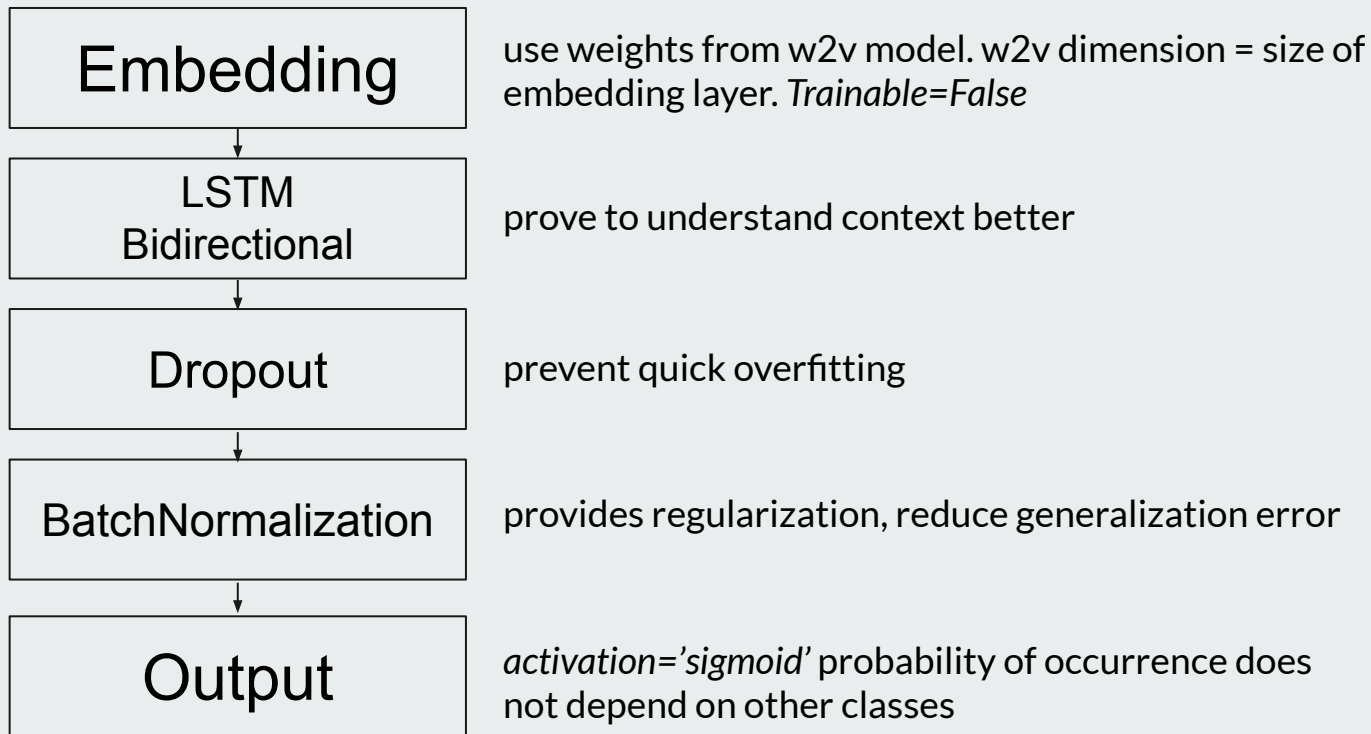 Embedding
use weights from w2v model. w2v dimension = size of
embedding layer. Trainable=False
LSTM
Bidirectional
prove to understand context better
Dropout
prevent quick overfitting
BatchNormalization
provides regularization, reduce generalization error
Output
activation=’sigmoid’ probability of occurrence does
not depend on other classes